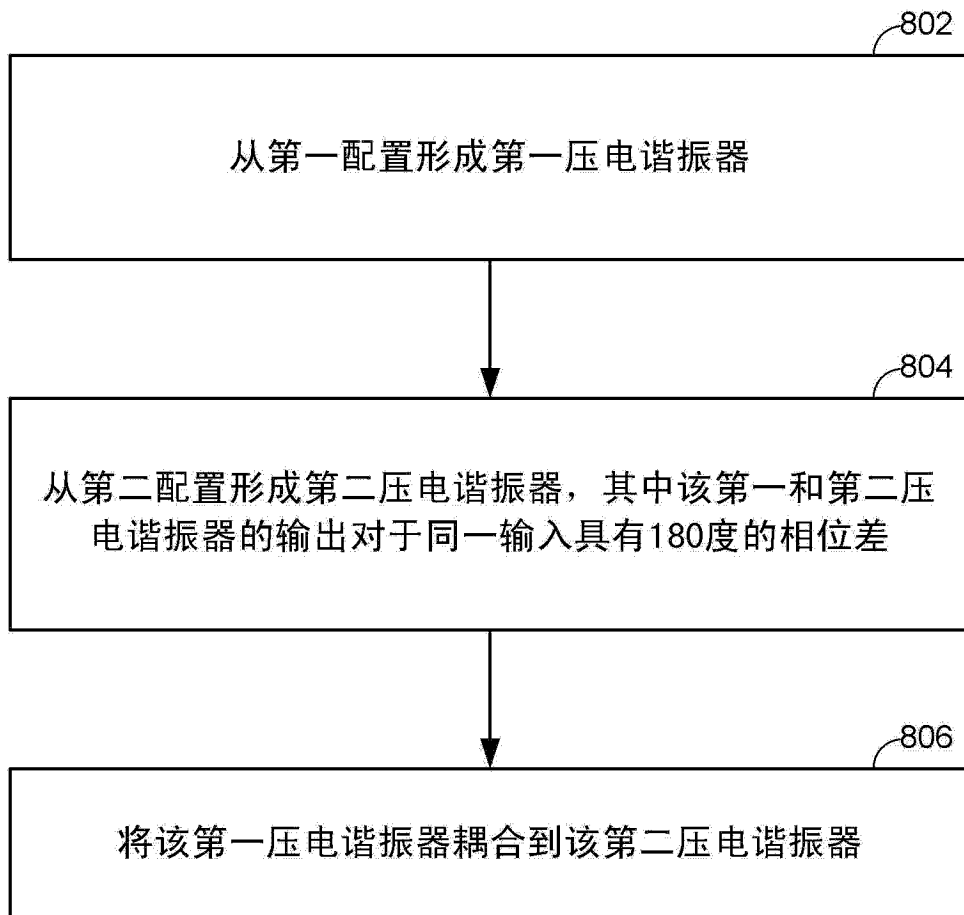 802
从第一配置形成第一压电谐振器
804
从第二配置形成第二压电谐振器，其中该第一和第二压
电谐振器的输出对于同一输入具有180度的相位差
806
将该第一压电谐振器耦合到该第二压电谐振器